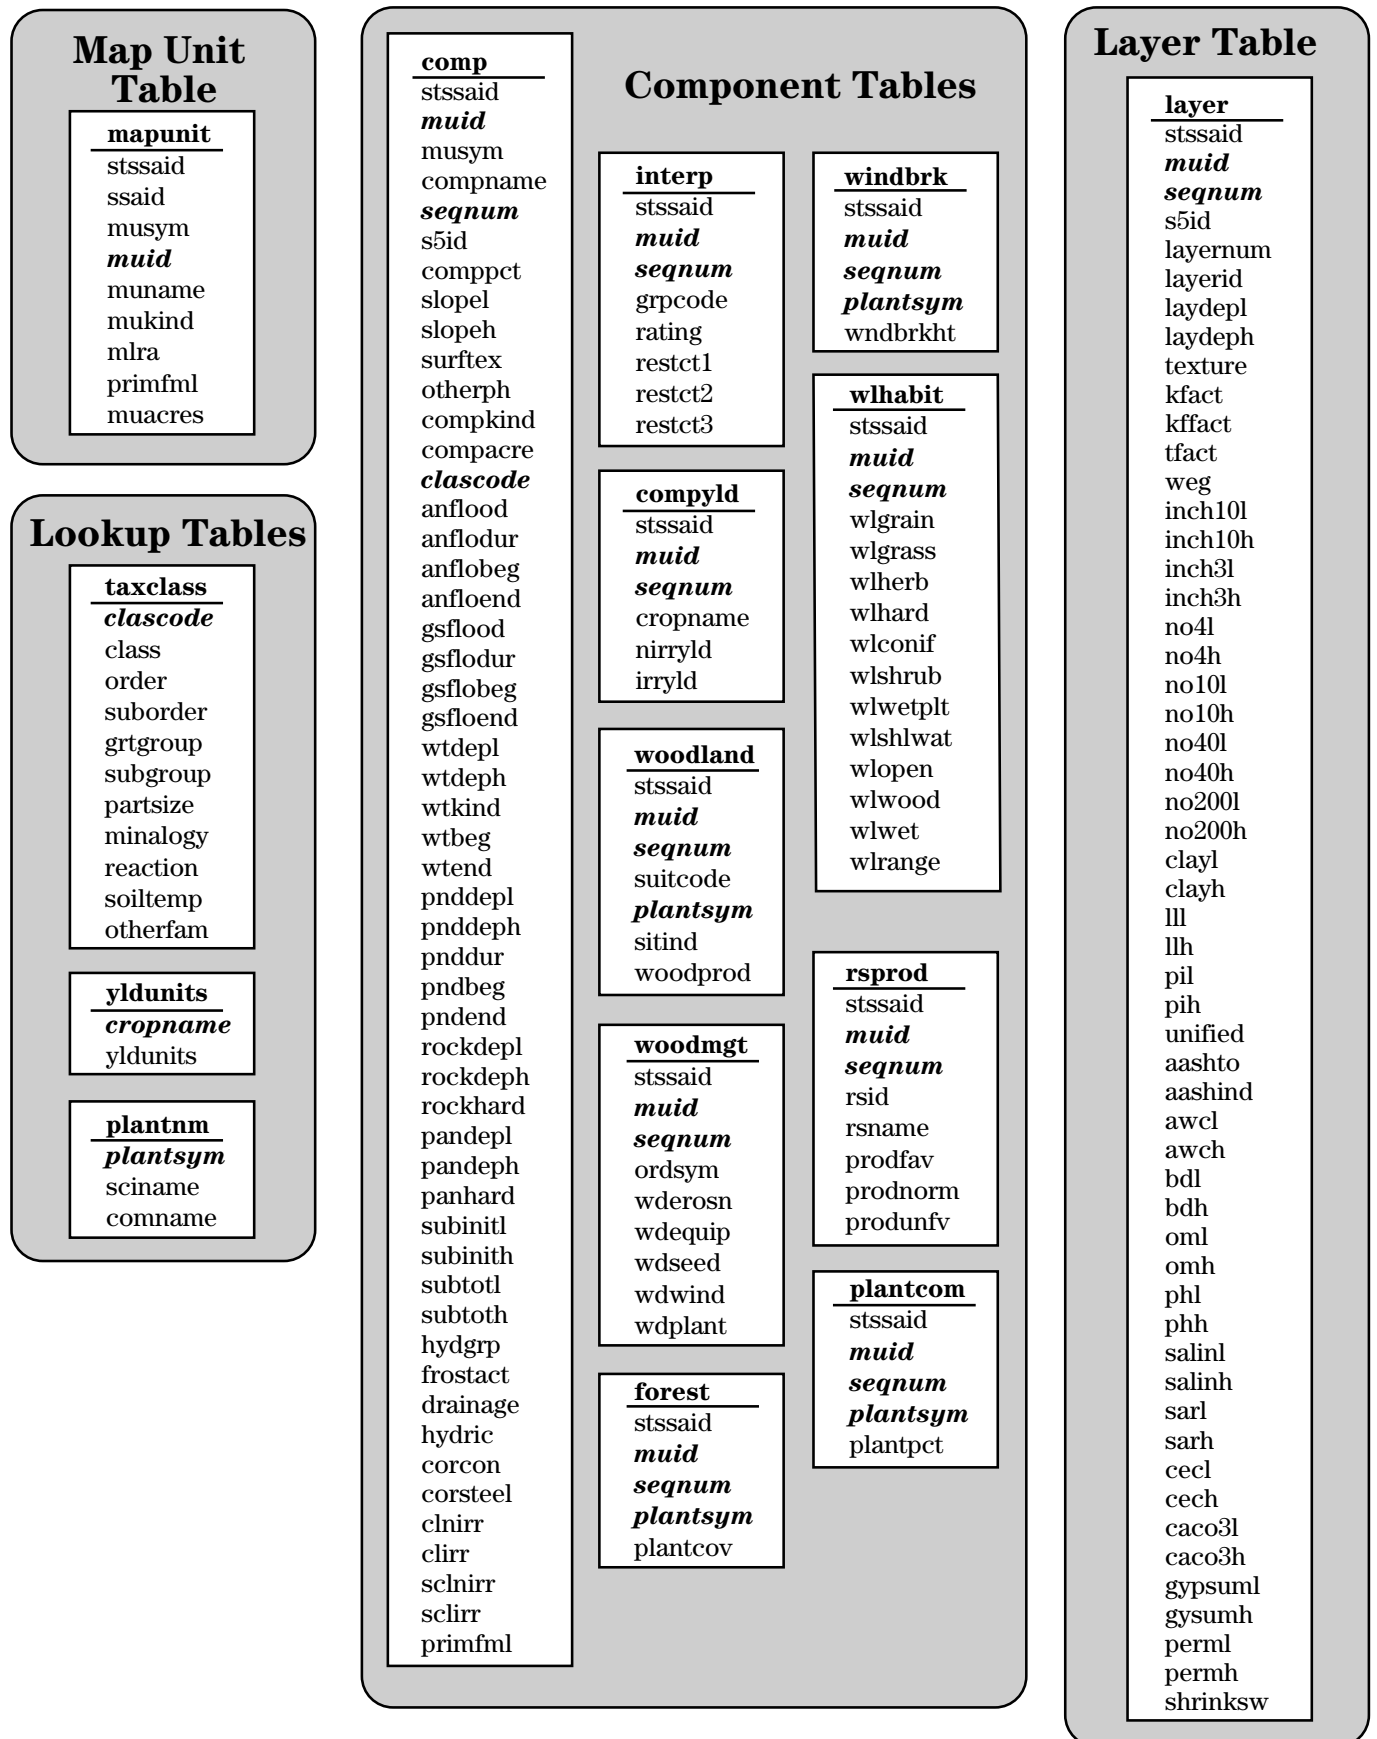 Map Unit
Table
mapunit
stssaid
ssaid
musym
muid
muname
mukind
mlra
primfml
muacres
Lookup Tables
taxclass
clascode
class
order
suborder
grtgroup
subgroup
partsize
minalogy
reaction
soiltemp
otherfam
yldunits
cropname
yldunits
plantnm
plantsym
sciname
comname
Component Tables
comp
stssaid
muid
musym
compname
seqnum
s5id
comppct
slopel
slopeh
surftex
otherph
compkind
compacre
clascode
anflood
anflodur
anflobeg
anfloend
gsflood
gsflodur
gsflobeg
gsfloend
wtdepl
wtdeph
wtkind
wtbeg
wtend
pnddepl
pnddeph
pnddur
pndbeg
pndend
rockdepl
rockdeph
rockhard
pandepl
pandeph
panhard
subinitl
subinith
subtotl
subtoth
hydgrp
frostact
drainage
hydric
corcon
corsteel
clnirr
clirr
sclnirr
sclirr
primfml
interp
stssaid
muid
seqnum
grpcode
rating
restct1
restct2
restct3
compyld
stssaid
muid
seqnum
cropname
nirryld
irryld
woodland
stssaid
muid
seqnum
suitcode
plantsym
sitind
woodprod
woodmgt
stssaid
muid
seqnum
ordsym
wderosn
wdequip
wdseed
wdwind
wdplant
forest
stssaid
muid
seqnum
plantsym
plantcov
windbrk
stssaid
muid
seqnum
plantsym
wndbrkht
wlhabit
stssaid
muid
seqnum
wlgrain
wlgrass
wlherb
wlhard
wlconif
wlshrub
wlwetplt
wlshlwat
wlopen
wlwood
wlwet
wlrange
rsprod
stssaid
muid
seqnum
rsid
rsname
prodfav
prodnorm
produnfv
plantcom
stssaid
muid
seqnum
plantsym
plantpct
Layer Table
layer
stssaid
muid
seqnum
s5id
layernum
layerid
laydepl
laydeph
texture
kfact
kffact
tfact
weg
inch10l
inch10h
inch3l
inch3h
no4l
no4h
no10l
no10h
no40l
no40h
no200l
no200h
clayl
clayh
lll
llh
pil
pih
unified
aashto
aashind
awcl
awch
bdl
bdh
oml
omh
phl
phh
salinl
salinh
sarl
sarh
cecl
cech
caco3l
caco3h
gypsuml
gysumh
perml
permh
shrinksw